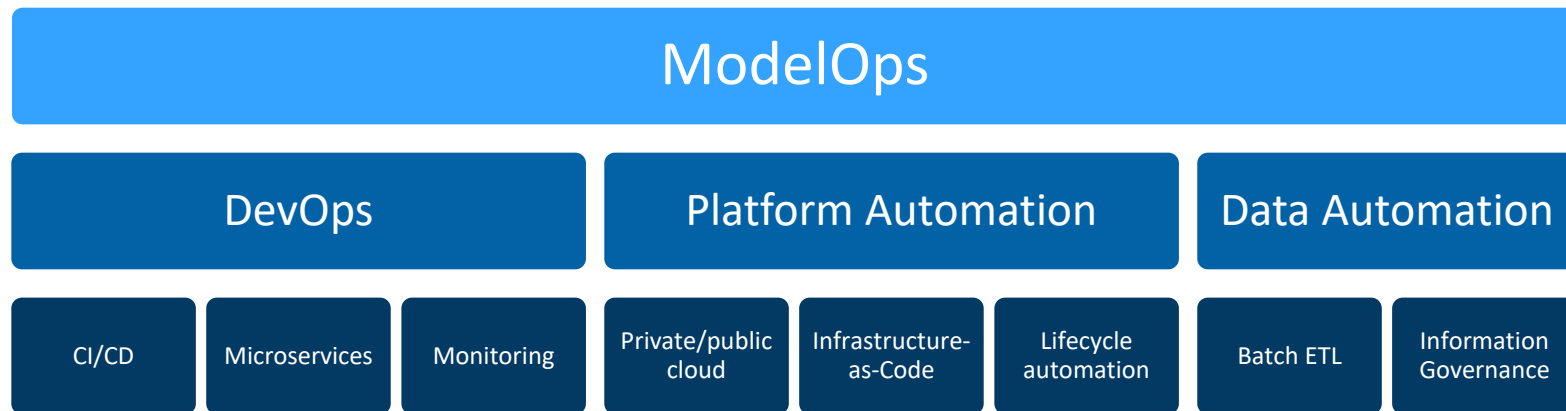 ModelOps
DevOps
Platform Automation
Data Automation
CI/CD
Microservices
Monitoring
Private/public
cloud
Infrastructure-
as-Code
Lifecycle
automation
Batch ETL
Information
Governance